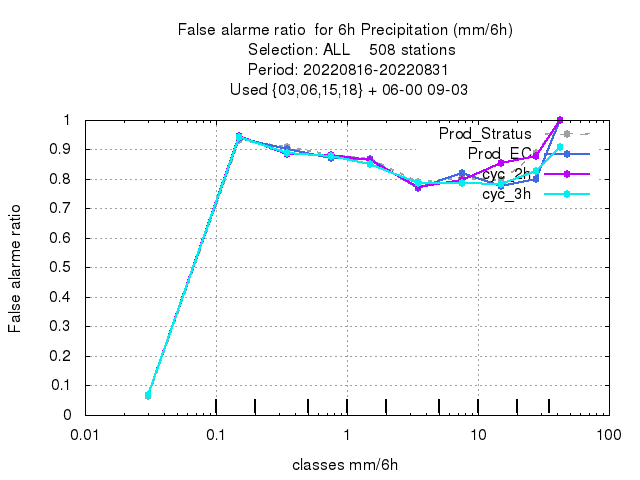 False alarme ratio  for 6h Precipitation (mm/6h)
Selection: ALL    508 stations
Period: 20220816-20220831
Used {03,06,15,18} + 06-00 09-03
1
0.9
0.8
0.7
0.6
0.5
0.4
0.3
0.2
0.1
0
False alarme ratio
Prod_Stratus
Prod_EC
cyc_2h
cyc_3h
0.01
0.1
1
10
100
classes mm/6h